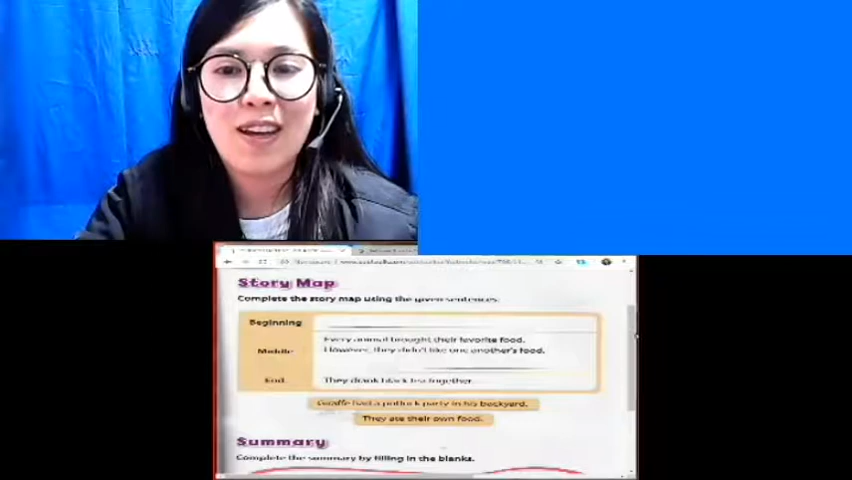 Story Map
Complete the story map using the given sentences.
Beginning
Every animal brought their favorite food.
Middle
However, they didn't like one another's food.
End
They drank black tea together.
Giraffe had a potluck party in his backyard.
They ate their own food.
Summary
Complete the summary by filling in the blanks.